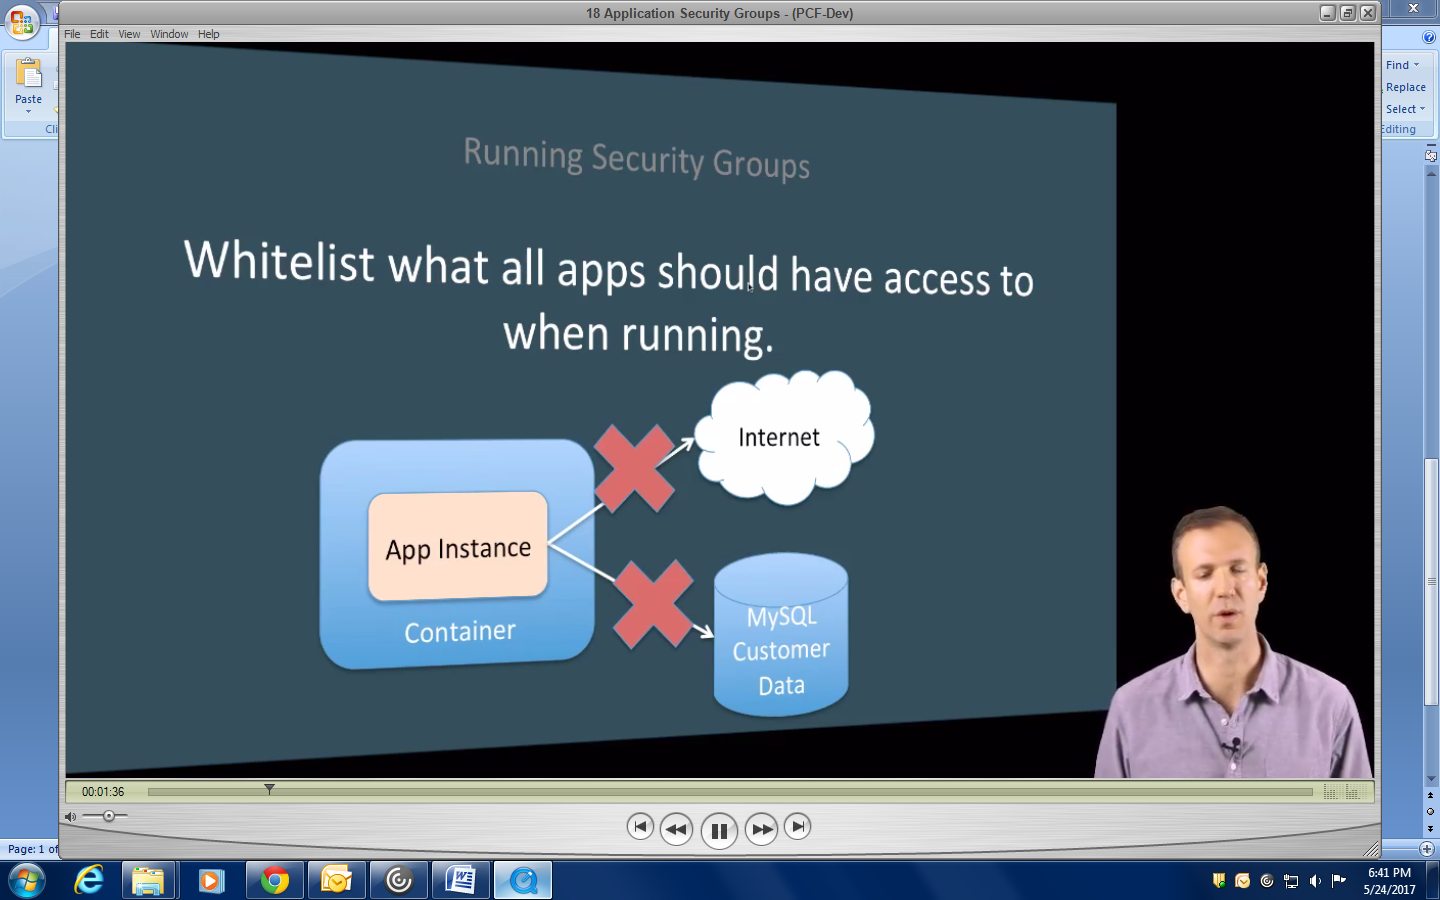 18 Application Security Groups - (PCF-Dev)
File Edit View Window Help
Paste
Find
Replace
Select
Editing
Running Security Groups
Whitelist what all apps should have access to
when running.
Internet
App Instance
Container
MySQL
Customer
Data
00:01:36
Page: 1 of
6:41 PM
5/24/2017